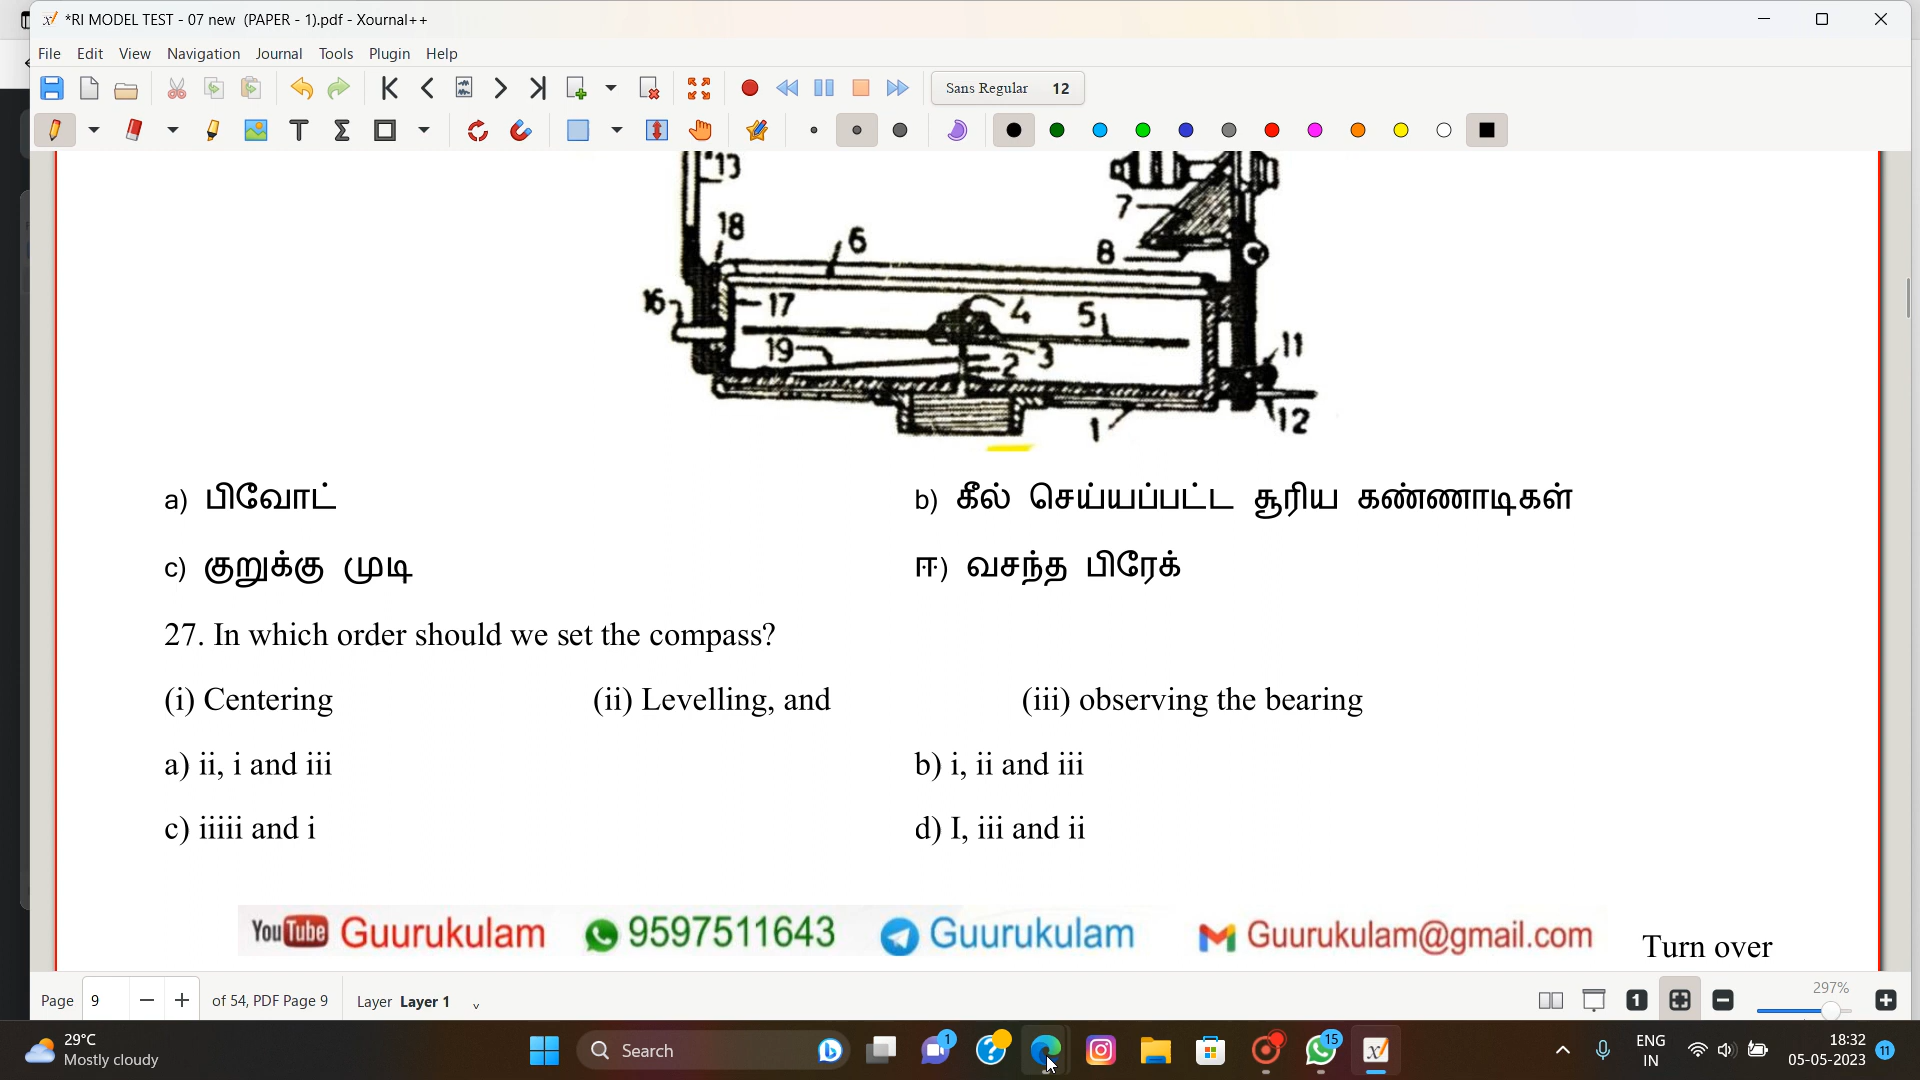 *RI MODEL TEST - 07 new (PAPER - 1).pdf - Xournal++
File Edit View Navigation Journal Tools Plugin Help
Sans Regular 12
13
18
6
7
8
16
17
4
5
19
3
2
11
1
12
a) பிவோட்
b) கீல் செய்யப்பட்ட சூரிய கண்ணாடிகள்
c) குறுக்கு முடி
ஈ) வசந்த பிரேக்
27. In which order should we set the compass?
(i) Centering (ii) Levelling, and (iii) observing the bearing
a) ii, i and iii b) i, ii and iii
c) iiiii and i d) I, iii and ii
YouTube Guurukulam 9597511643 Guurukulam Guurukulam@gmail.com
Turn over
Page 9 of 54, PDF Page 9 Layer Layer 1 297%
29°C
Mostly cloudy
Search
1
15
ENG
IN
18:32
05-05-2023
11